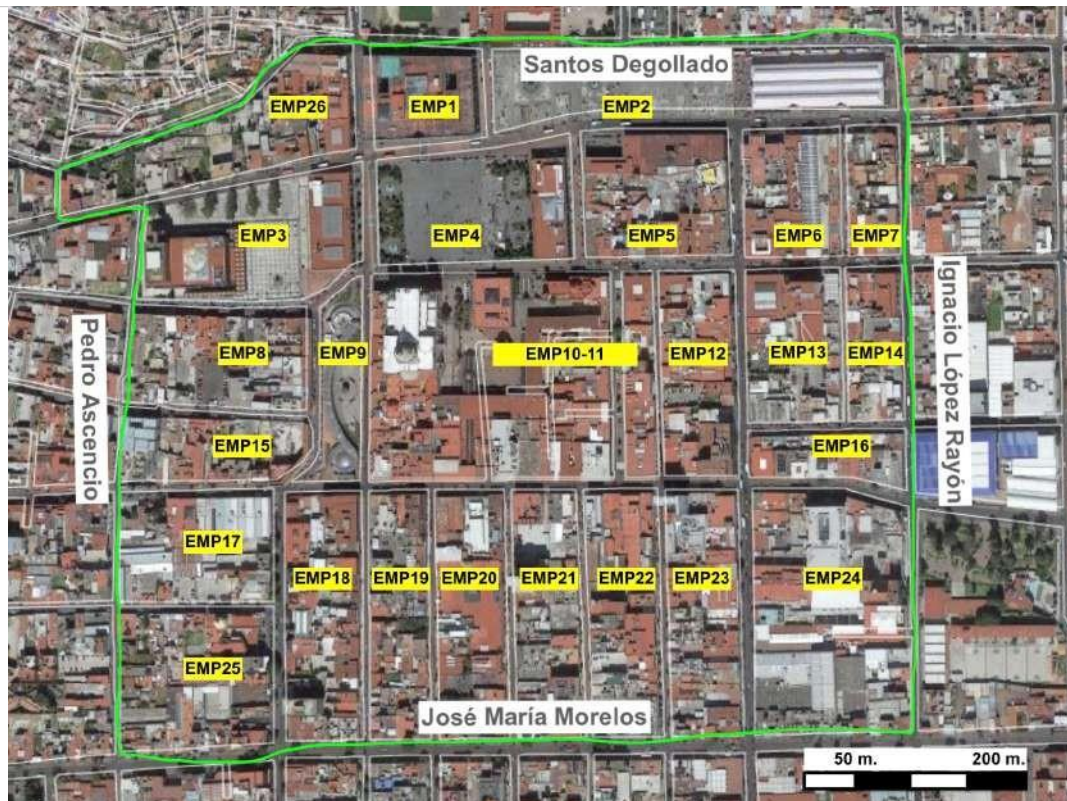 Santos Degollado
EMP26
EMP1
EMP2
EMP3
EMP4
EMP5
EMP6
EMP7
Pedro Ascencio
EMP8
EMP9
EMP10-11
EMP12
EMP13
EMP14
Ignacio López Rayón
EMP15
EMP16
EMP17
EMP18
EMP19
EMP20
EMP21
EMP22
EMP23
EMP24
EMP25
José María Morelos
50 m.
200 m.